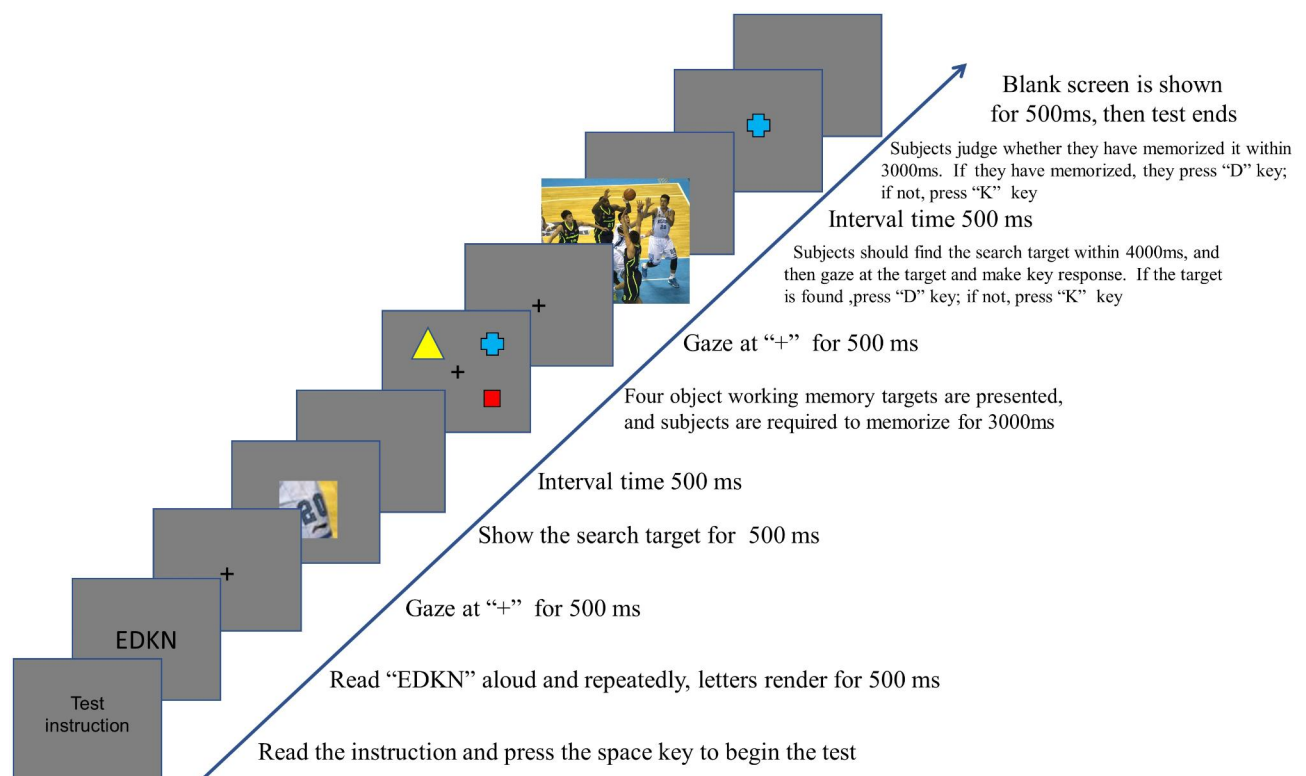 Blank screen is shown
for 500ms, then test ends
Subjects judge whether they have memorized it within
3000ms. If they have memorized, they press “D” key;
if not, press “K” key
Interval time 500 ms
Subjects should find the search target within 4000ms, and
then gaze at the target and make key response. If the target
is found ,press “D” key; if not, press “K” key
+
Gaze at “+” for 500 ms
+
Four object working memory targets are presented,
and subjects are required to memorize for 3000ms
Interval time 500 ms
20
Show the search target for 500 ms
+
Gaze at “+” for 500 ms
EDKN
Read “EDKN” aloud and repeatedly, letters render for 500 ms
Test
instruction
Read the instruction and press the space key to begin the test